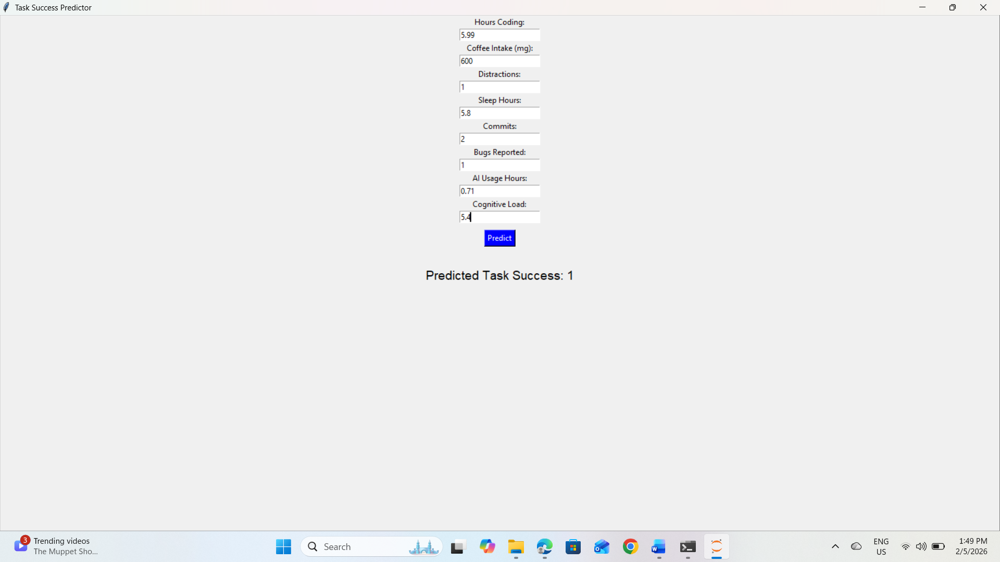 Task Success Predictor
Hours Coding:
5.99
Coffee Intake (mg):
600
Distractions:
1
Sleep Hours:
5.8
Commits:
2
Bugs Reported:
1
AI Usage Hours:
0.71
Cognitive Load:
5.4
Predict
Predicted Task Success: 1
3
Trending videos
The Muppet Sho...
Search
ENG
US
1:49 PM
2/5/2026